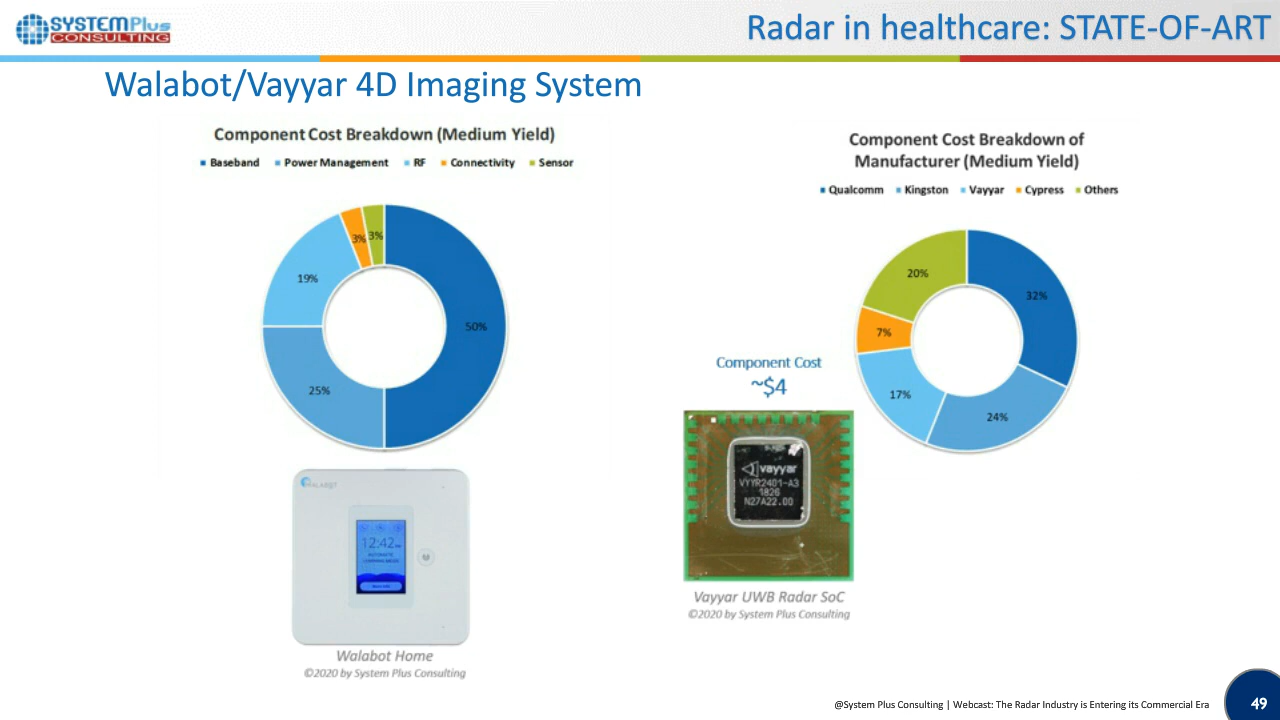 SYSTEMPlus
CONSULTING
Radar in healthcare: STATE-OF-ART
Walabot/Vayyar 4D Imaging System
Component Cost Breakdown (Medium Yield)
Baseband Power Management RF Connectivity Sensor
3% 3%
19%
50%
25%
Component Cost Breakdown of
Manufacturer (Medium Yield)
Qualcomm Kingston Vayyar Cypress Others
20%
32%
7%
17%
24%
Component Cost
~$4
vayyar
VYYR2401-A3
1826
N27A22.00
Vayyar UWB Radar SoC
©2020 by System Plus Consulting
WALABOT
12:42
Walabot Home
©2020 by System Plus Consulting
@System Plus Consulting | Webcast: The Radar Industry is Entering its Commercial Era
49